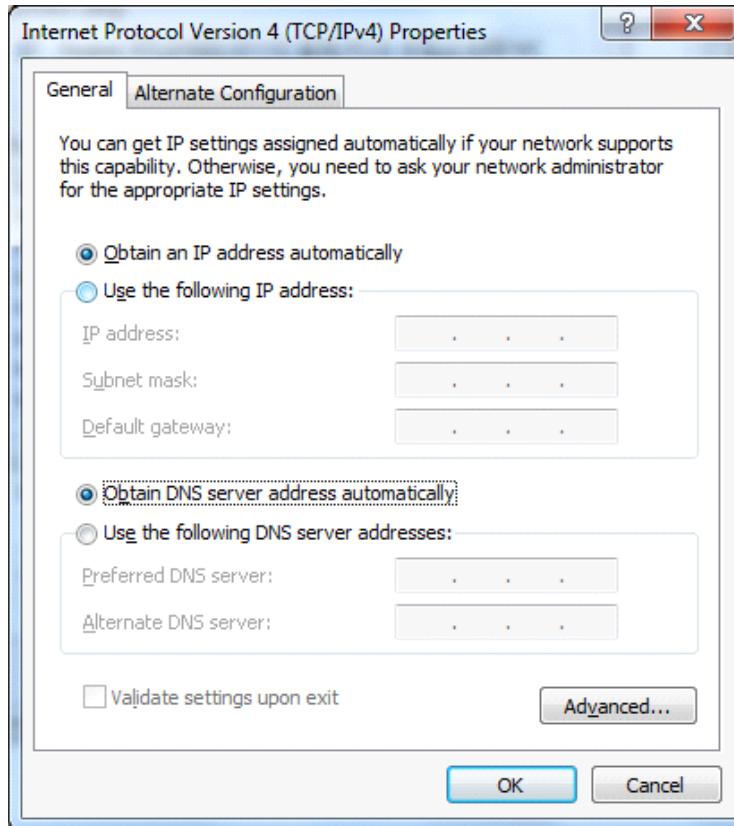 Internet Protocol Version 4 (TCP/IPv4) Properties
General
Alternate Configuration
You can get IP settings assigned automatically if your network supports
this capability. Otherwise, you need to ask your network administrator
for the appropriate IP settings.
Obtain an IP address automatically
Use the following IP address:
IP address:
Subnet mask:
Default gateway:
Obtain DNS server address automatically
Use the following DNS server addresses:
Preferred DNS server:
Alternate DNS server:
Validate settings upon exit
Advanced...
OK
Cancel